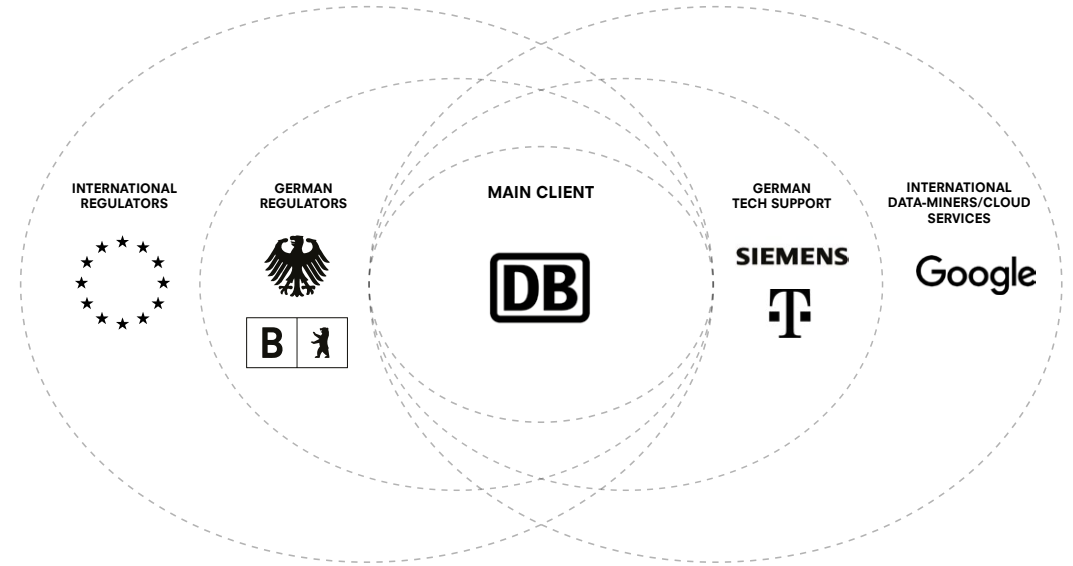 INTERNATIONAL
REGULATORS
GERMAN
REGULATORS
B
MAIN CLIENT
DB
GERMAN
TECH SUPPORT
SIEMENS
T
INTERNATIONAL
DATA-MINERS/CLOUD
SERVICES
Google